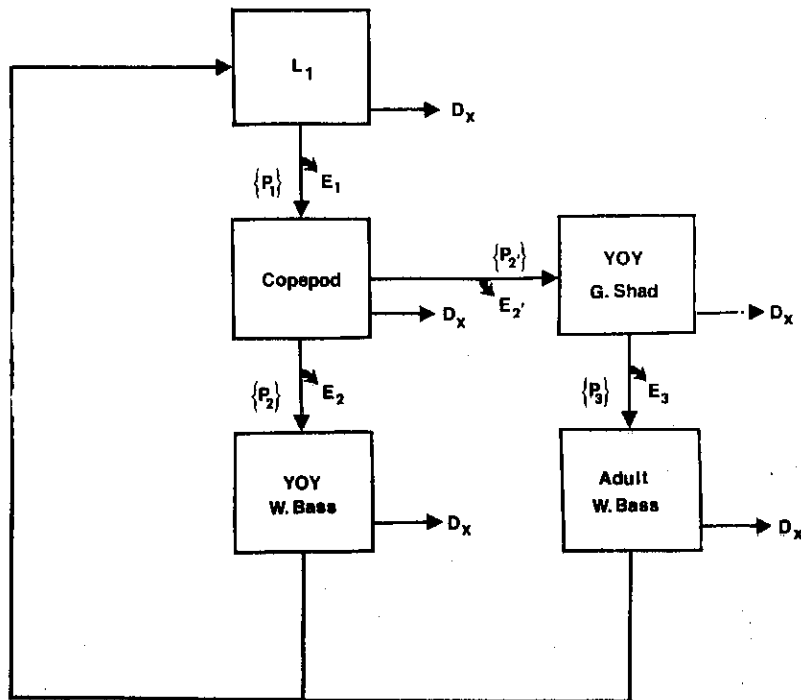 L₁
Dₓ
{P₁}
E₁
Copepod
{P₂'}
E₂'
YOY
G. Shad
Dₓ
Dₓ
{P₂}
E₂
{P₃}
E₃
YOY
W. Bass
Adult
W. Bass
Dₓ
Dₓ